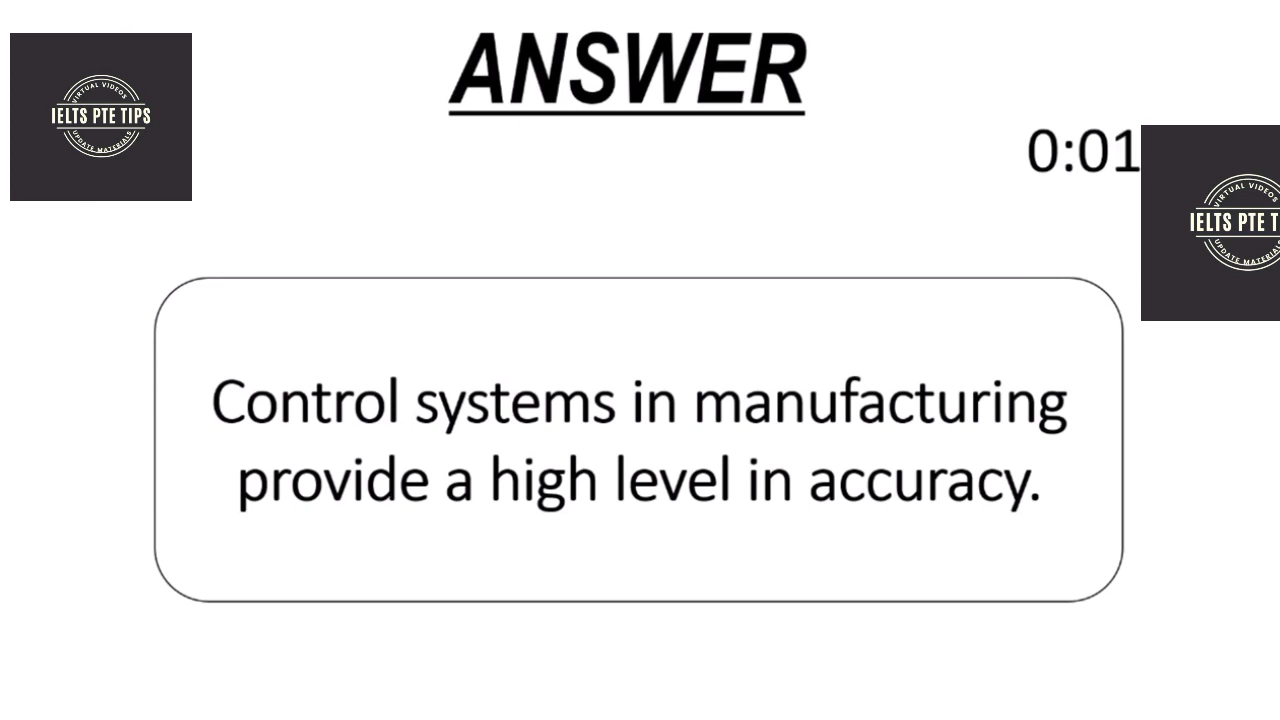 ANSWER
VIRTUAL VIDEOS
IELTS PTE TIPS
UPDATE MATERIALS
0:01
VIRTUAL VIDEOS
IELTS PTE T
UPDATE MATERIALS
Control systems in manufacturing
provide a high level in accuracy.